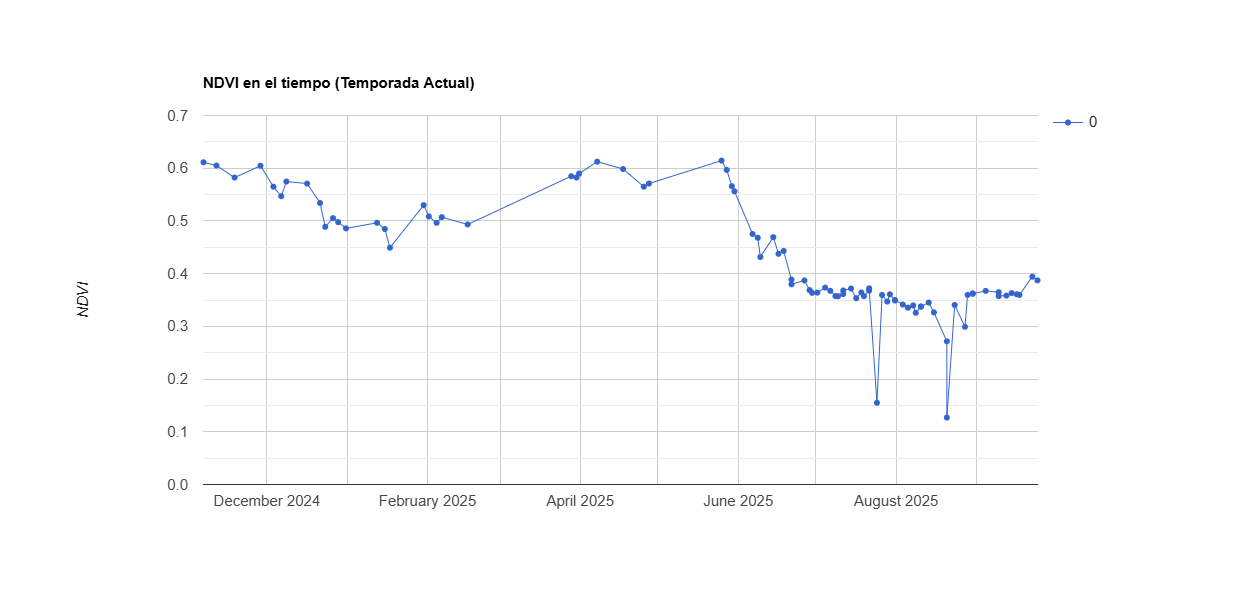 NDVI en el tiempo (Temporada Actual)
0
0.7
0.6
0.5
0.4
0.3
0.2
0.1
0.0
NDVI
December 2024
February 2025
April 2025
June 2025
August 2025